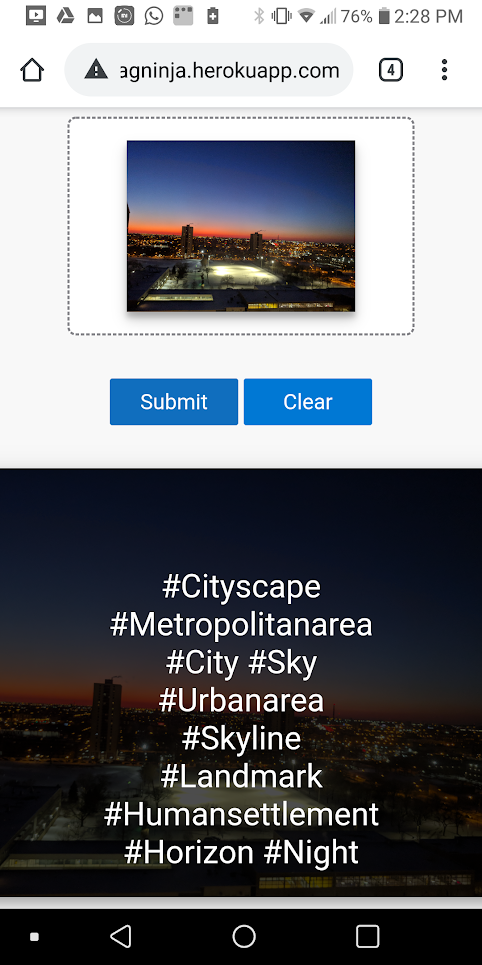 76% 2:28 PM
agninja.herokuapp.com 4
Submit Clear
#Cityscape
#Metropolitanarea
#City #Sky
#Urbanarea
#Skyline
#Landmark
#Humansettlement
#Horizon #Night